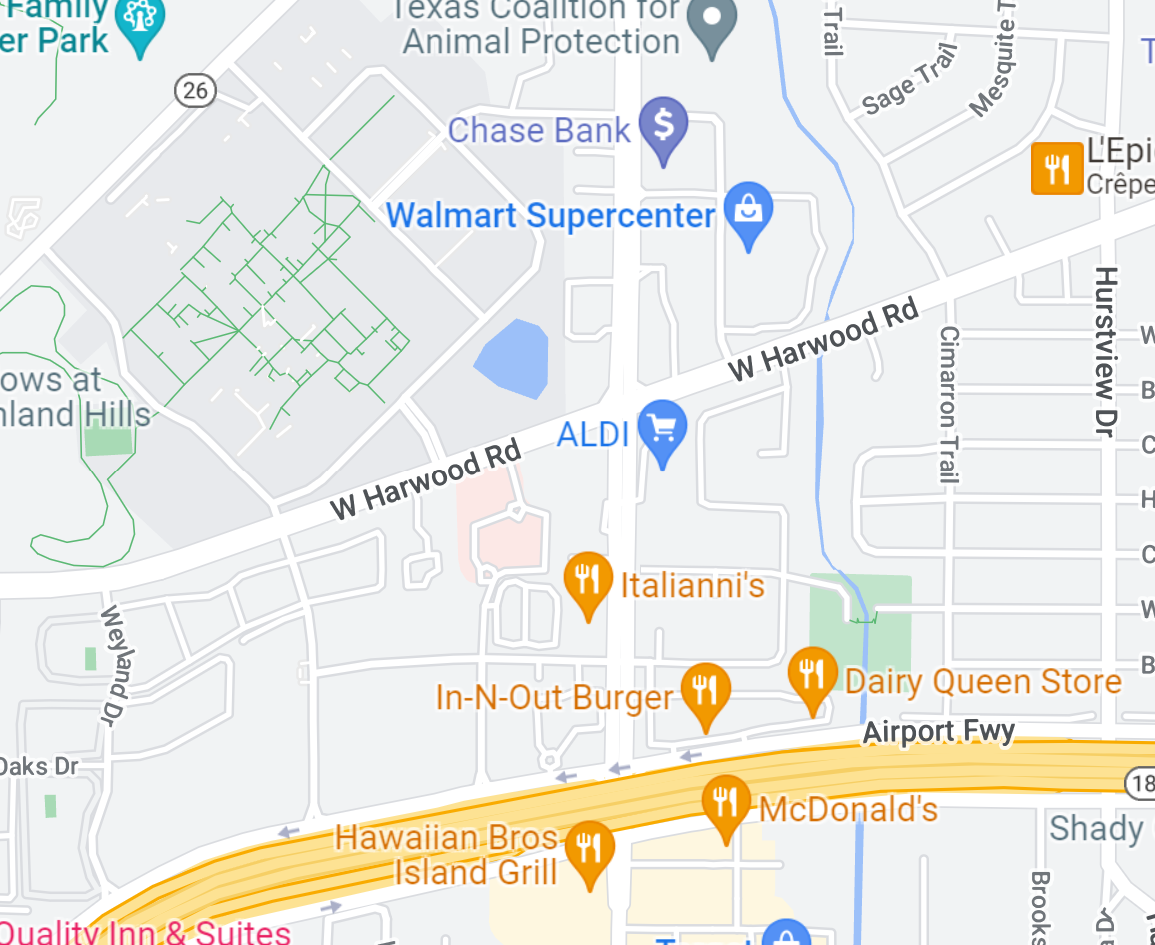 Family
er Park
Texas Coalition for
Animal Protection
Trail
Sage Trail
Mesquite T
26
Chase Bank
L'Epi
Crêpe
Walmart Supercenter
W Harwood Rd
Hurstview Dr
Cimarron Trail
W
B
ows at
nland Hills
ALDI
C
W Harwood Rd
H
C
Italianni's
W
Weyland Dr
B
In-N-Out Burger
Dairy Queen Store
Airport Fwy
Oaks Dr
18
McDonald's
Hawaiian Bros
Island Grill
Shady
Brooks
Quality Inn & Suites